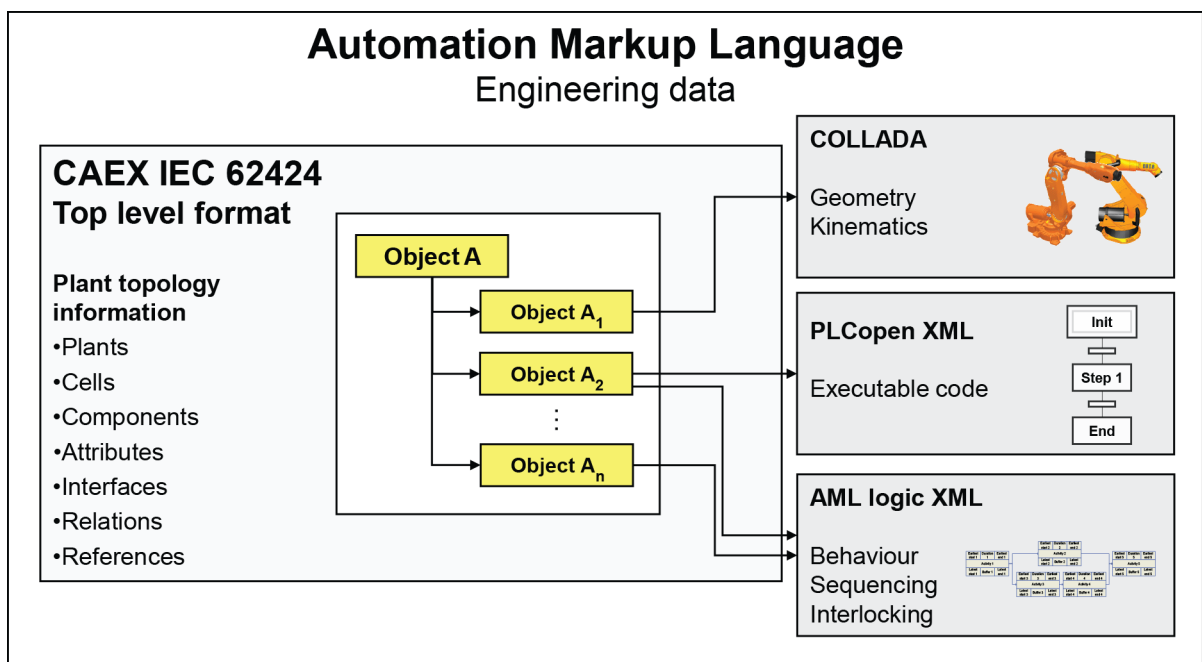 Automation Markup Language
Engineering data
CAEX IEC 62424
Top level format
Plant topology
information
•Plants
•Cells
•Components
•Attributes
•Interfaces
•Relations
•References
Object A
Object A1
Object A2
⋮
Object An
COLLADA
Geometry
Kinematics
PLCopen XML
Executable code
Init
Step 1
End
AML logic XML
Behaviour
Sequencing
Interlocking